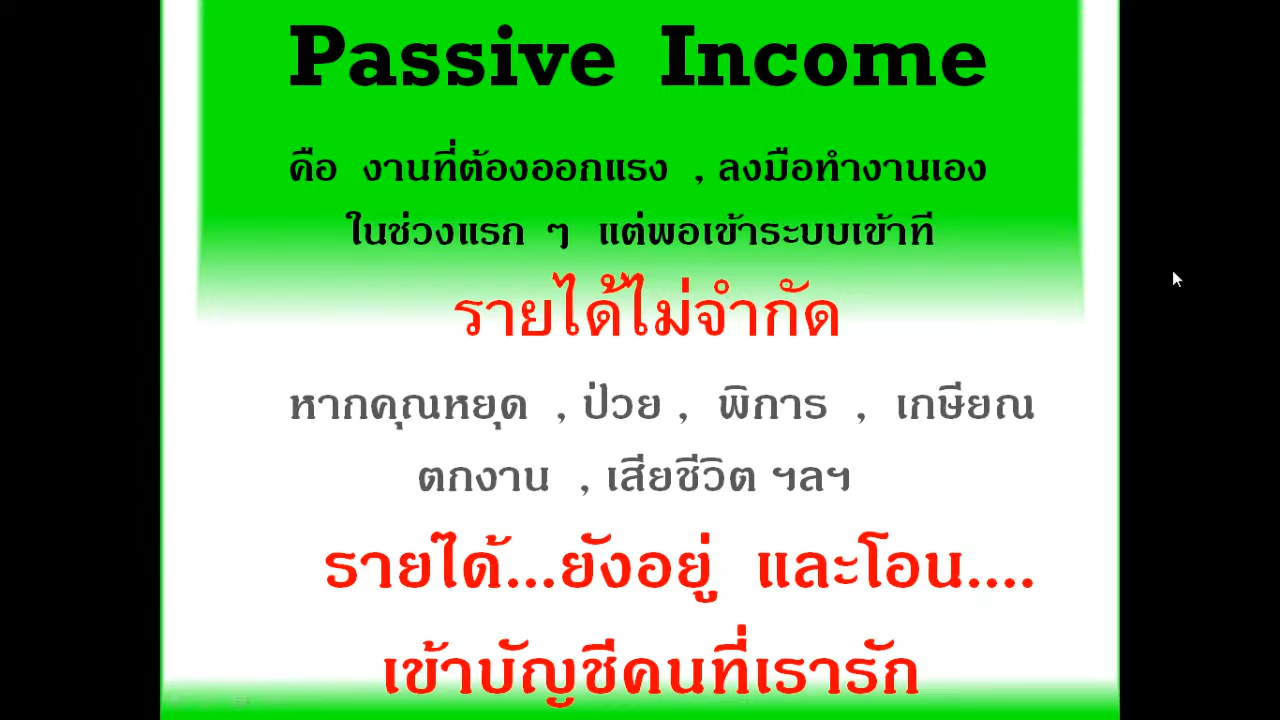 Passive Income
คือ งานที่ต้องออกแรง , ลงมือทำงานเอง
ในช่วงแรก ๆ แต่พอเข้าระบบเข้าที่
รายได้ไม่จำกัด
หากคุณหยุด , ป่วย , พิการ , เกษียณ
ตกงาน , เสียชีวิต ฯลฯ
รายได้...ยังอยู่ และโอน....
เข้าบัญชีคนที่เรารัก